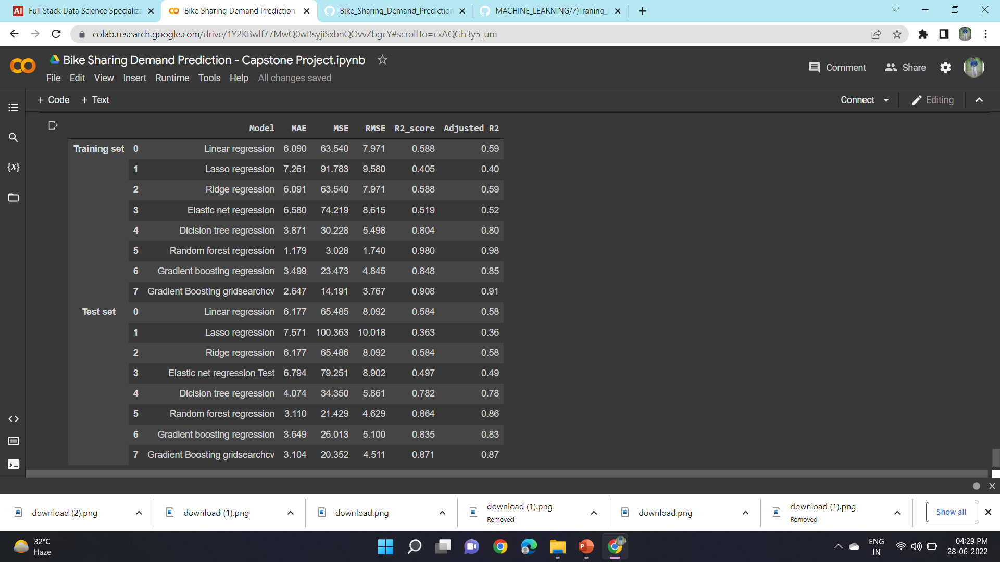 AI Full Stack Data Science Specializa
Bike Sharing Demand Prediction
Bike_Sharing_Demand_Prediction
MACHINE_LEARNING/7)Traning_
colab.research.google.com/drive/1Y2KBwlf77MwQ0wBsyjiSxbnQOvvZbgcY#scrollTo=cxAQGh3y5_um
Bike Sharing Demand Prediction - Capstone Project.ipynb
Comment Share
File Edit View Insert Runtime Tools Help All changes saved
+ Code + Text Connect Editing
Model MAE MSE RMSE R2_score Adjusted R2
Training set 0 Linear regression 6.090 63.540 7.971 0.588 0.59
1 Lasso regression 7.261 91.783 9.580 0.405 0.40
2 Ridge regression 6.091 63.540 7.971 0.588 0.59
3 Elastic net regression 6.580 74.219 8.615 0.519 0.52
4 Dicision tree regression 3.871 30.228 5.498 0.804 0.80
5 Random forest regression 1.179 3.028 1.740 0.980 0.98
6 Gradient boosting regression 3.499 23.473 4.845 0.848 0.85
7 Gradient Boosting gridsearchcv 2.647 14.191 3.767 0.908 0.91
Test set 0 Linear regression 6.177 65.485 8.092 0.584 0.58
1 Lasso regression 7.571 100.363 10.018 0.363 0.36
2 Ridge regression 6.177 65.486 8.092 0.584 0.58
3 Elastic net regression Test 6.794 79.251 8.902 0.497 0.49
4 Dicision tree regression 4.074 34.350 5.861 0.782 0.78
5 Random forest regression 3.110 21.429 4.629 0.864 0.86
6 Gradient boosting regression 3.649 26.013 5.100 0.835 0.83
7 Gradient Boosting gridsearchcv 3.104 20.352 4.511 0.871 0.87
{x}
download (2).png
download (1).png
download.png
download (1).png
Removed
download.png
download (1).png
Removed
Show all
32°C
Haze
P
ENG
IN
04:29 PM
28-06-2022